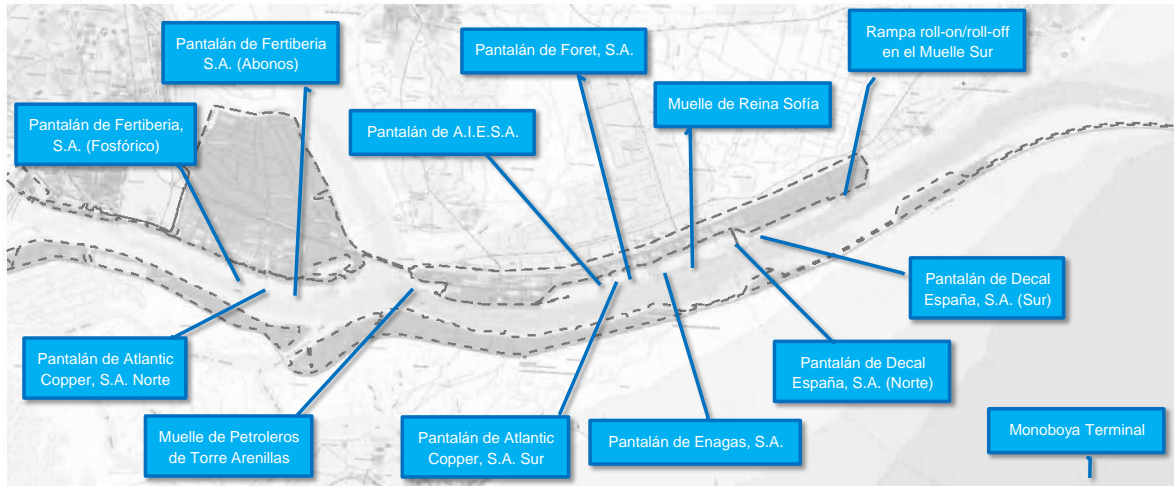 Pantalán de Fertiberia
S.A. (Abonos)
Pantalán de Foret, S.A.
Rampa roll-on/roll-off
en el Muelle Sur
Muelle de Reina Sofía
Pantalán de Fertiberia,
S.A. (Fosfórico)
Pantalán de A.I.E.S.A.
Pantalán de Decal
España, S.A. (Sur)
Pantalán de Atlantic
Copper, S.A. Norte
Pantalán de Decal
España, S.A. (Norte)
Muelle de Petroleros
de Torre Arenillas
Pantalán de Atlantic
Copper, S.A. Sur
Pantalán de Enagas, S.A.
Monoboya Terminal